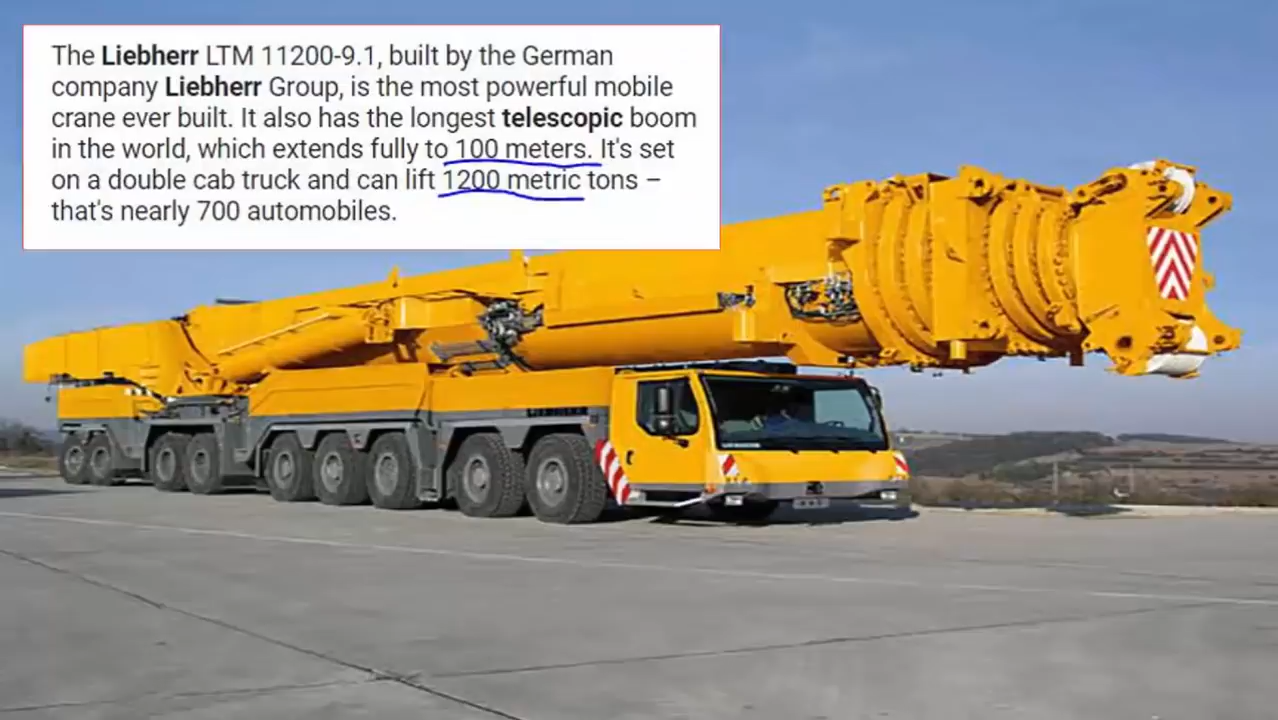 The Liebherr LTM 11200-9.1, built by the German
company Liebherr Group, is the most powerful mobile
crane ever built. It also has the longest telescopic boom
in the world, which extends fully to 100 meters. It's set
on a double cab truck and can lift 1200 metric tons –
that's nearly 700 automobiles.
LIEBHERR